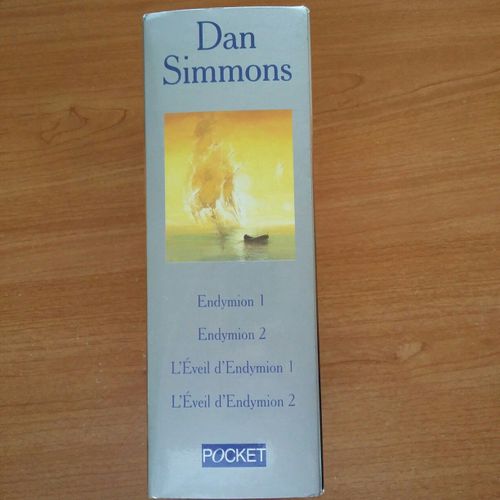 Dan
Simmons
Endymion 1
Endymion 2
L'Éveil d'Endymion 1
L'Éveil d'Endymion 2
POCKET